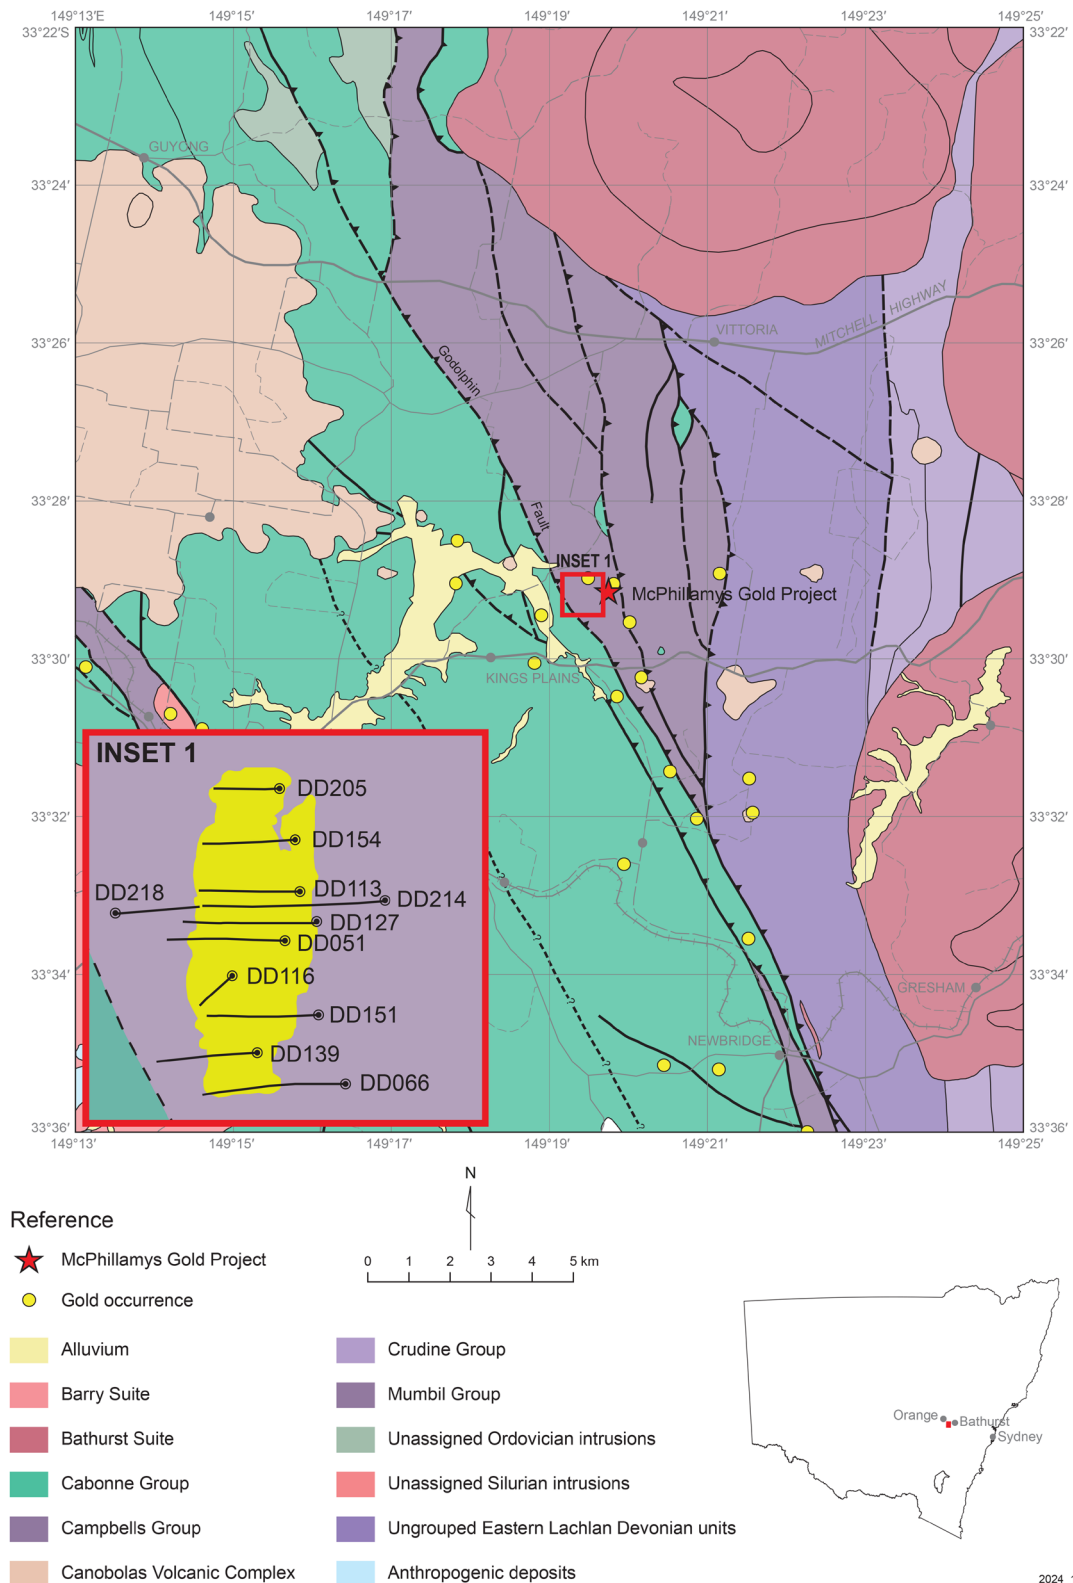 149°13′E 149°15′ 149°17′ 149°19′ 149°21′ 149°23′ 149°25′
33°22′S 33°22′
GUYONG
33°24′ 33°24′
MITCHELL HIGHWAY
VITTORIA
33°26′ 33°26′
Godolphin
33°28′ 33°28′
Fault
INSET 1
McPhillamys Gold Project
?
33°30′ 33°30′
KINGS PLAINS
?
INSET 1
DD205
33°32′ 33°32′
DD154
DD113
DD218
DD214
DD127
DD051
?
33°34′ 33°34′
DD116
GRESHAM
?
DD151
NEWBRIDGE
DD139
DD066
?
33°36′ 33°36′
149°13′ 149°15′ 149°17′ 149°19′ 149°21′ 149°23′ 149°25′
N
Reference
McPhillamys Gold Project
0 1 2 3 4 5 km
Gold occurrence
Alluvium
Crudine Group
Barry Suite
Mumbil Group
Bathurst Suite
Unassigned Ordovician intrusions
Cabonne Group
Unassigned Silurian intrusions
Campbells Group
Ungrouped Eastern Lachlan Devonian units
Canobolas Volcanic Complex
Anthropogenic deposits
Orange
Bathurst
Sydney
2024